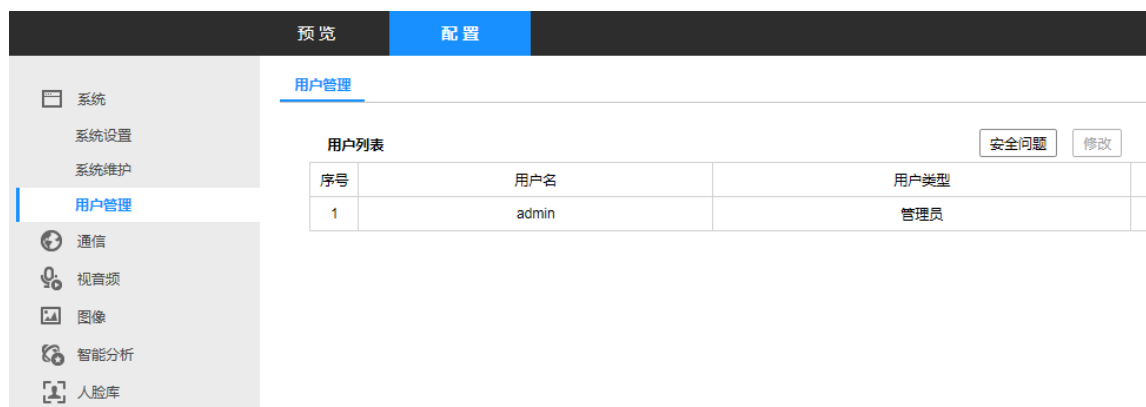 预览 配置
用户管理
系统
系统设置
用户列表 安全问题 修改
系统维护
序号 用户名 用户类型
用户管理
1 admin 管理员
通信
视音频
图像
智能分析
人脸库